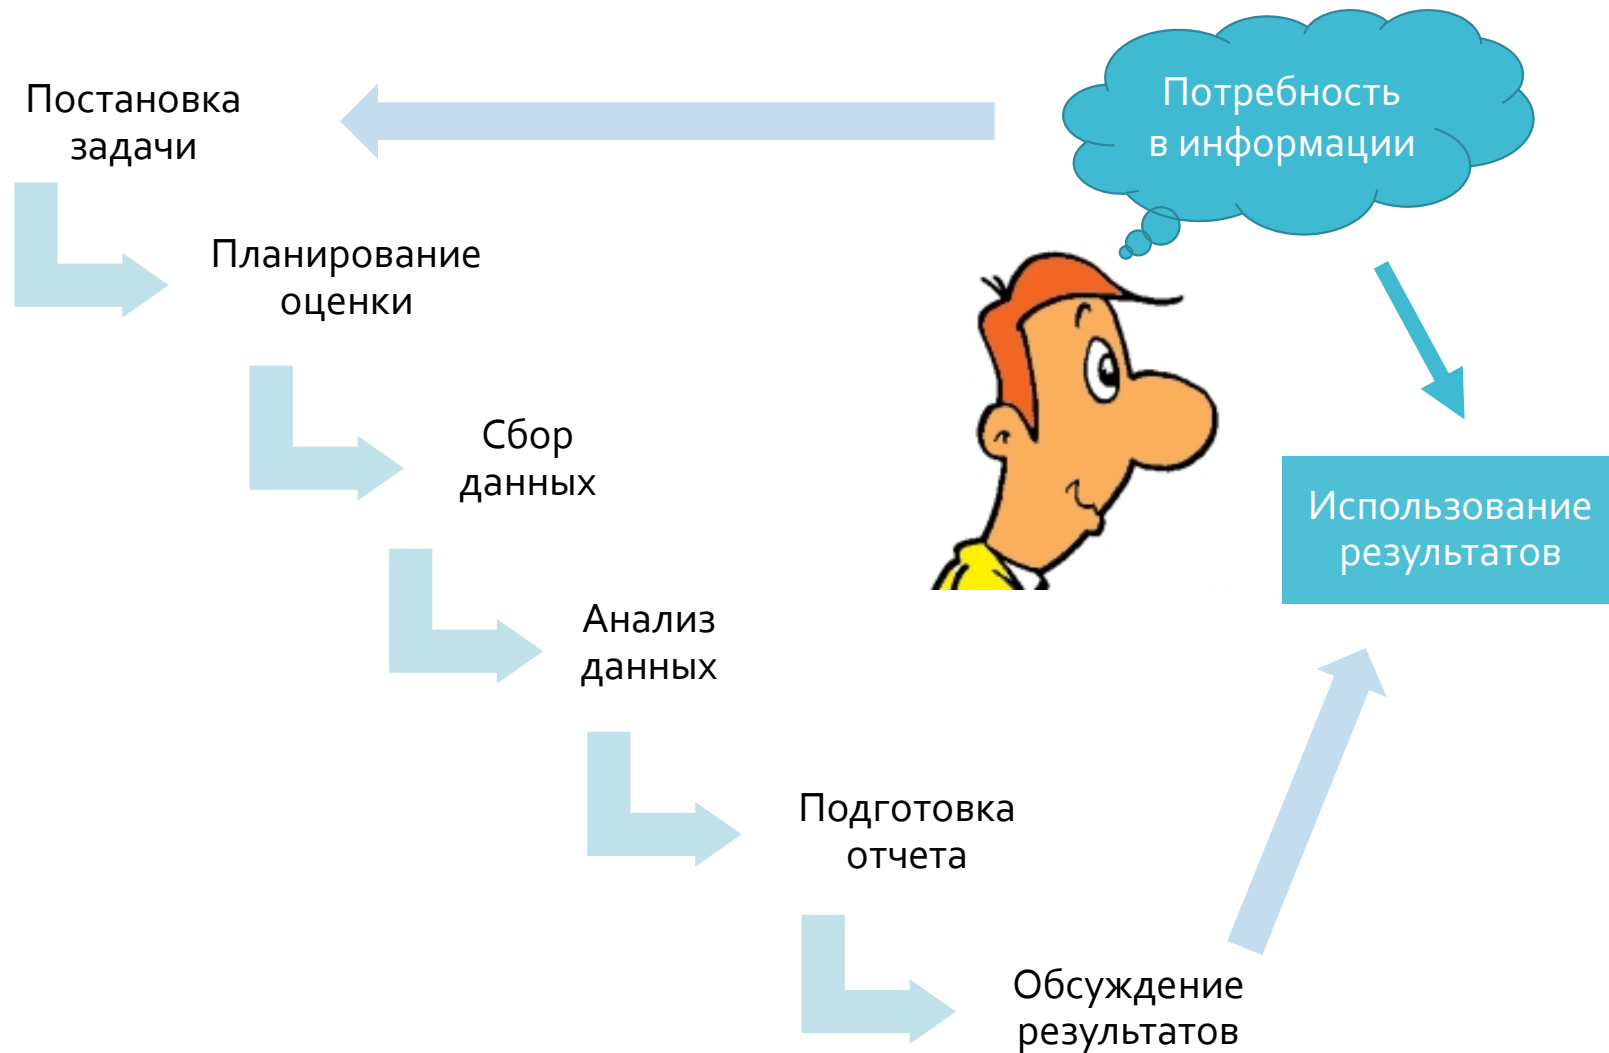 Потребность
в информации
Постановка
задачи
Планирование
оценки
Сбор
данных
Анализ
данных
Подготовка
отчета
Обсуждение
результатов
Использование
результатов